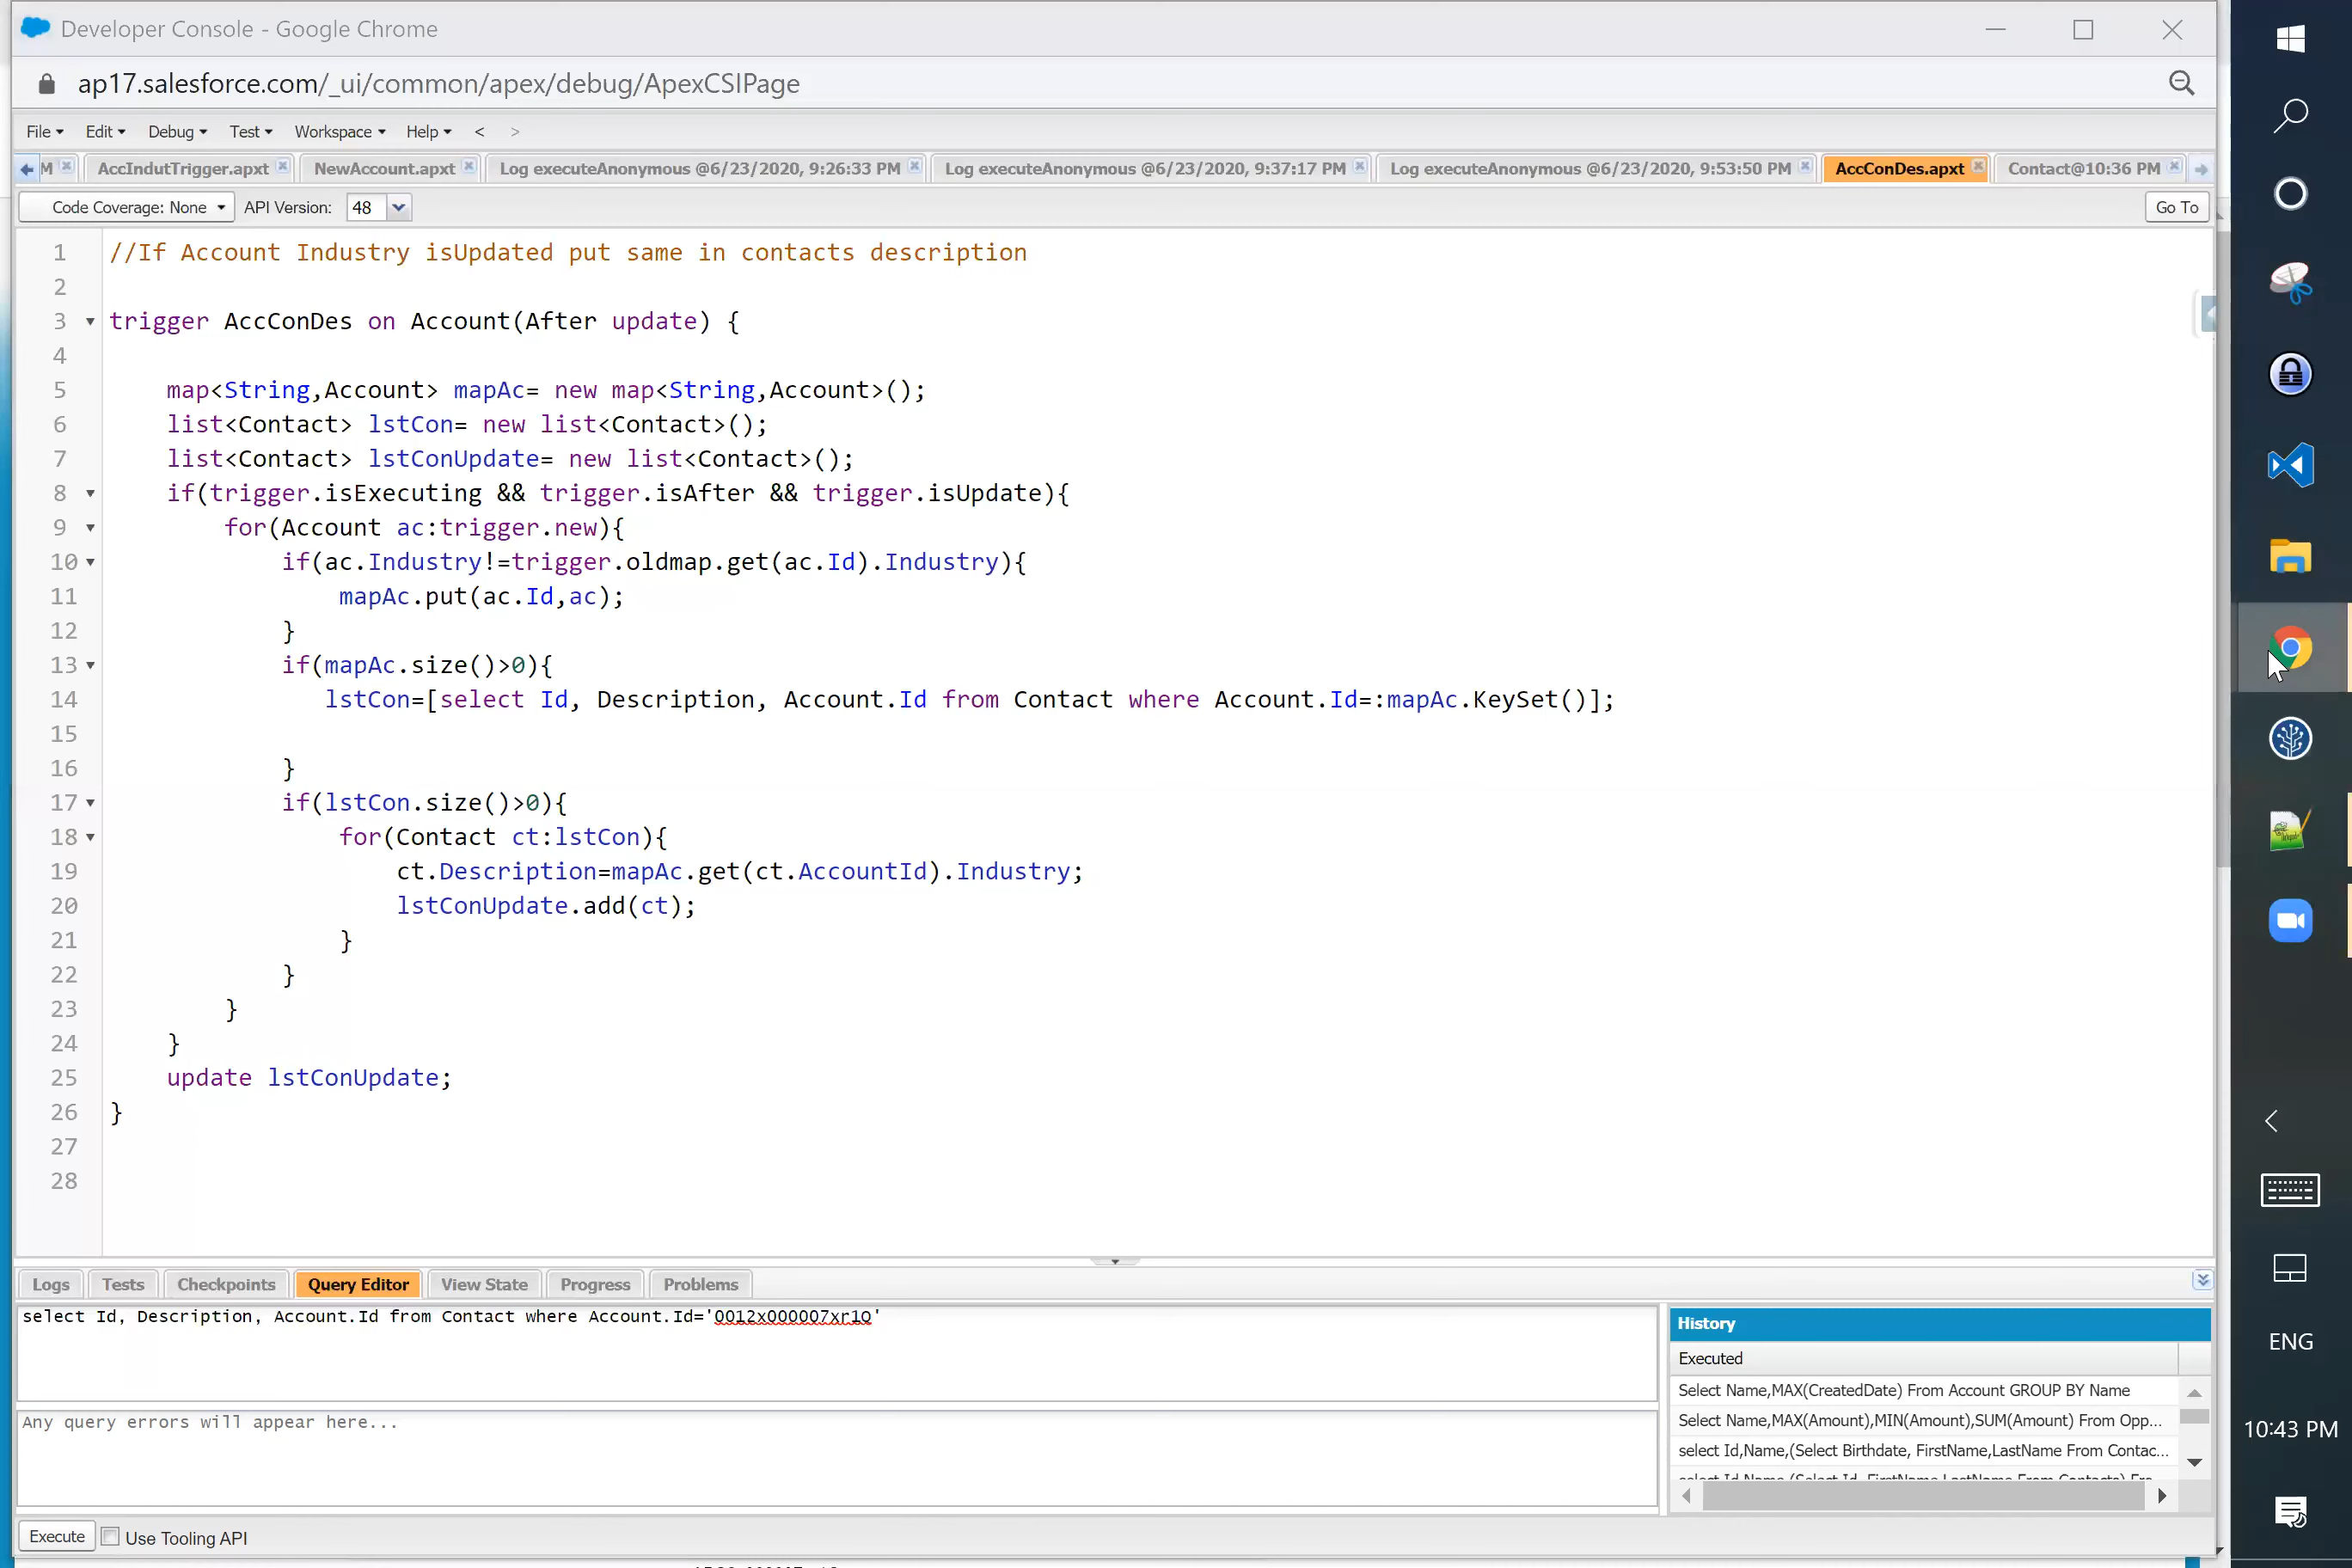 Developer Console - Google Chrome
ap17.salesforce.com/_ui/common/apex/debug/ApexCSIPage
File Edit Debug Test Workspace Help < >
M AccIndutTrigger.apxt NewAccount.apxt Log executeAnonymous @6/23/2020, 9:26:33 PM Log executeAnonymous @6/23/2020, 9:37:17 PM Log executeAnonymous @6/23/2020, 9:53:50 PM AccConDes.apxt Contact@10:36 PM
Code Coverage: None API Version: 48 Go To
1 //If Account Industry isUpdated put same in contacts description
2
3 trigger AccConDes on Account(After update) {
4
5 map<String,Account> mapAc= new map<String,Account>();
6 list<Contact> lstCon= new list<Contact>();
7 list<Contact> lstConUpdate= new list<Contact>();
8 if(trigger.isExecuting && trigger.isAfter && trigger.isUpdate){
9 for(Account ac:trigger.new){
10 if(ac.Industry!=trigger.oldmap.get(ac.Id).Industry){
11 mapAc.put(ac.Id,ac);
12 }
13 if(mapAc.size()>0){
14 lstCon=[select Id, Description, Account.Id from Contact where Account.Id=:mapAc.KeySet()];
15
16 }
17 if(lstCon.size()>0){
18 for(Contact ct:lstCon){
19 ct.Description=mapAc.get(ct.AccountId).Industry;
20 lstConUpdate.add(ct);
21 }
22 }
23 }
24 }
25 update lstConUpdate;
26 }
27
28
Logs Tests Checkpoints Query Editor View State Progress Problems
select Id, Description, Account.Id from Contact where Account.Id='0012x000007xr1Q'
Any query errors will appear here...
History
Executed
Select Name,MAX(CreatedDate) From Account GROUP BY Name
Select Name,MAX(Amount),MIN(Amount),SUM(Amount) From Opp...
select Id,Name,(Select Birthdate, FirstName,LastName From Contac...
Execute Use Tooling API
ENG
10:43 PM